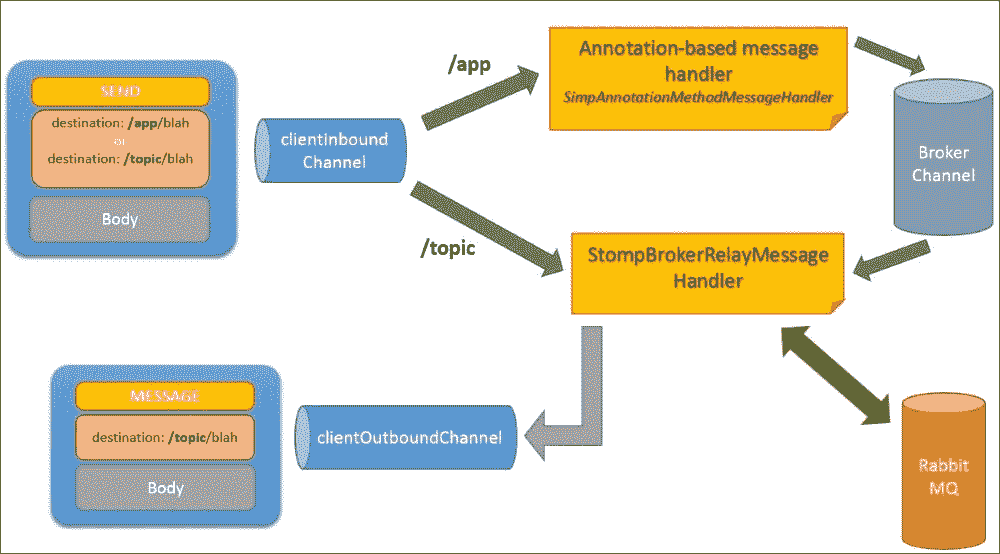 SEND
destination: /app/blah
or
destination: /topic/blah
Body
clientInbound
Channel
/app
/topic
Annotation-based message
handler
SimpAnnotationMethodMessageHandler
Broker
Channel
StompBrokerRelayMessage
Handler
MESSAGE
destination: /topic/blah
Body
clientOutboundChannel
Rabbit
MQ